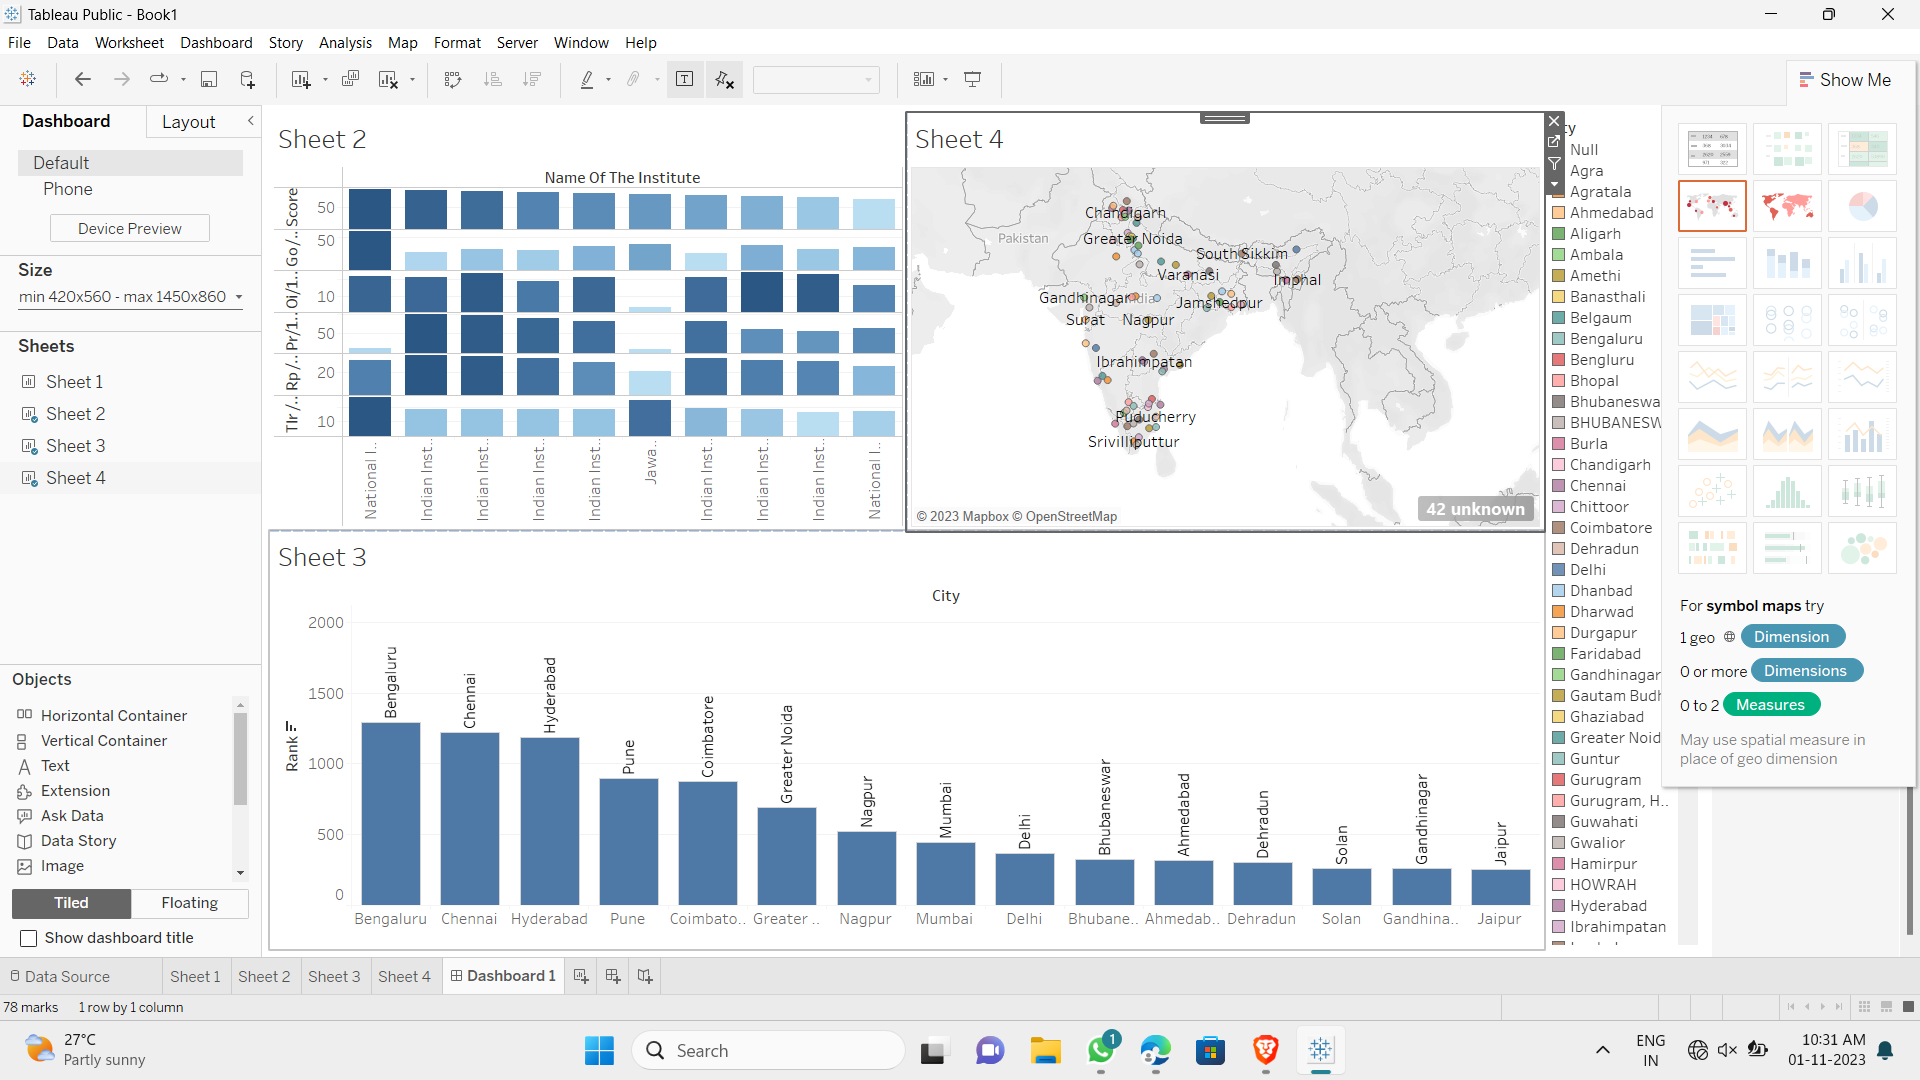 Tableau Public - Book1
File Data Worksheet Dashboard Story Analysis Map Format Server Window Help
Show Me
Dashboard
Layout
Default
Phone
Device Preview
Size
min 420x560 - max 1450x860
Sheets
Sheet 1
Sheet 2
Sheet 3
Sheet 4
Objects
Horizontal Container
Vertical Container
Text
Extension
Ask Data
Data Story
Image
Tiled
Floating
Show dashboard title
Sheet 2
Name Of The Institute
Score
50
Go/..
50
Oi/1..
10
Pr/1..
50
Rp /..
20
Tlr /..
10
National I..
Indian Inst..
Indian Inst..
Indian Inst..
Indian Inst..
Jawa..
Indian Inst..
Indian Inst..
Indian Inst..
National I..
Sheet 4
Chandigarh
Pakistan
Greater Noida
South Sikkim
Varanasi
Imphal
Gandhinagar
Jamshedpur
Surat
Nagpur
Ibrahimpatan
Puducherry
Srivilliputtur
© 2023 Mapbox © OpenStreetMap
42 unknown
Sheet 3
City
Rank
2000
1500
1000
500
0
Bengaluru
Chennai
Hyderabad
Pune
Coimbatore
Greater Noida
Nagpur
Mumbai
Delhi
Bhubaneswar
Ahmedabad
Dehradun
Solan
Gandhinagar
Jaipur
Bengaluru Chennai Hyderabad Pune Coimbato.. Greater .. Nagpur Mumbai Delhi Bhubane.. Ahmedab.. Dehradun Solan Gandhina.. Jaipur
ty
Null
Agra
Agratala
Ahmedabad
Aligarh
Ambala
Amethi
Banasthali
Belgaum
Bengaluru
Bengluru
Bhopal
Bhubaneswa
BHUBANESW
Burla
Chandigarh
Chennai
Chittoor
Coimbatore
Dehradun
Delhi
Dhanbad
Dharwad
Durgapur
Faridabad
Gandhinagar
Gautam Budh
Ghaziabad
Greater Noid
Guntur
Gurugram
Gurugram, H..
Guwahati
Gwalior
Hamirpur
HOWRAH
Hyderabad
Ibrahimpatan
For symbol maps try
1 geo Dimension
0 or more Dimensions
0 to 2 Measures
May use spatial measure in
place of geo dimension
Data Source Sheet 1 Sheet 2 Sheet 3 Sheet 4 Dashboard 1
78 marks 1 row by 1 column
27°C
Partly sunny
Search
1
ENG
IN
10:31 AM
01-11-2023